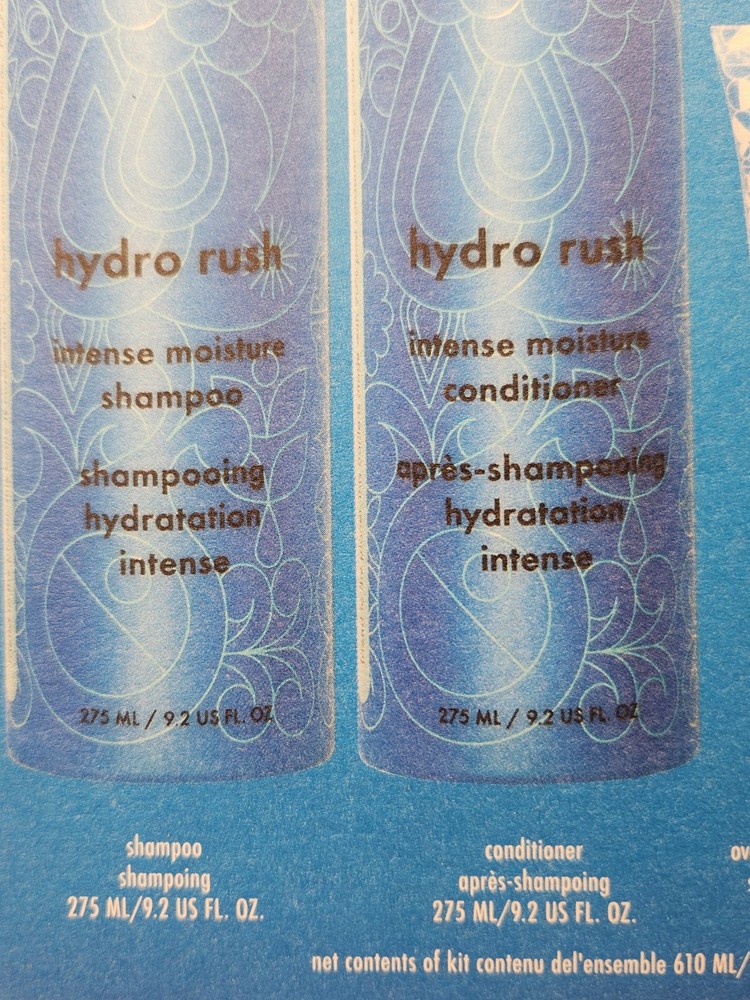 hydro rush
intense moisture
shampoo
shampooing
hydratation
intense
275 ML / 9.2 US FL. OZ
hydro rush
intense moisture
conditioner
après-shampooing
hydratation
intense
275 ML / 9.2 US FL. OZ
shampoo
shampoing
275 ML/9.2 US FL. OZ.
conditioner
après-shampoing
275 ML/9.2 US FL. OZ.
net contents of kit contenu del'ensemble 610 ML/